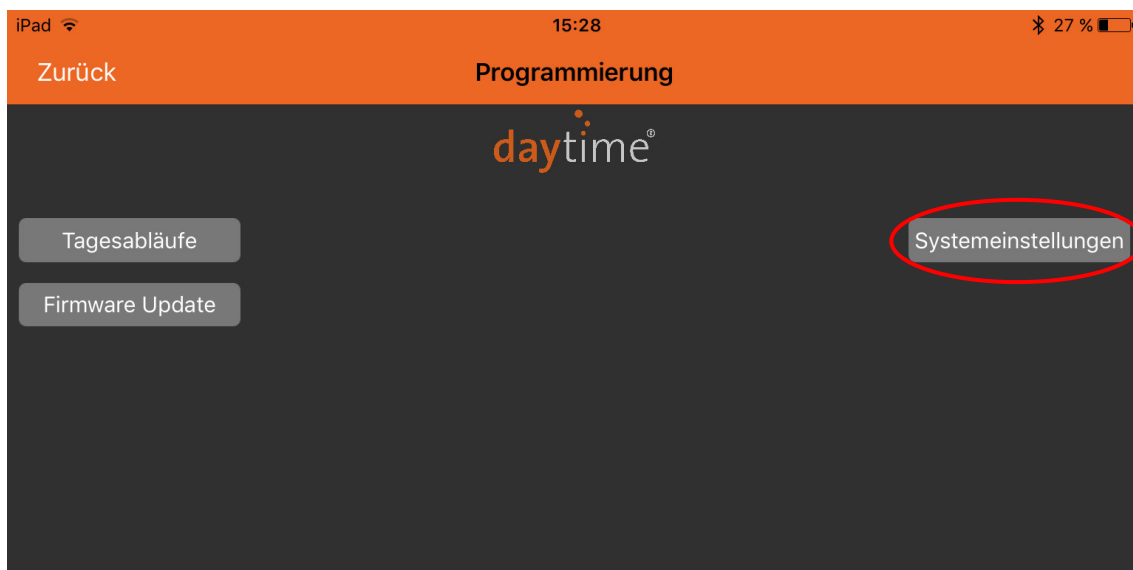 iPad 15:28 27 %
Zurück Programmierung
daytime®
Tagesabläufe Systemeinstellungen
Firmware Update